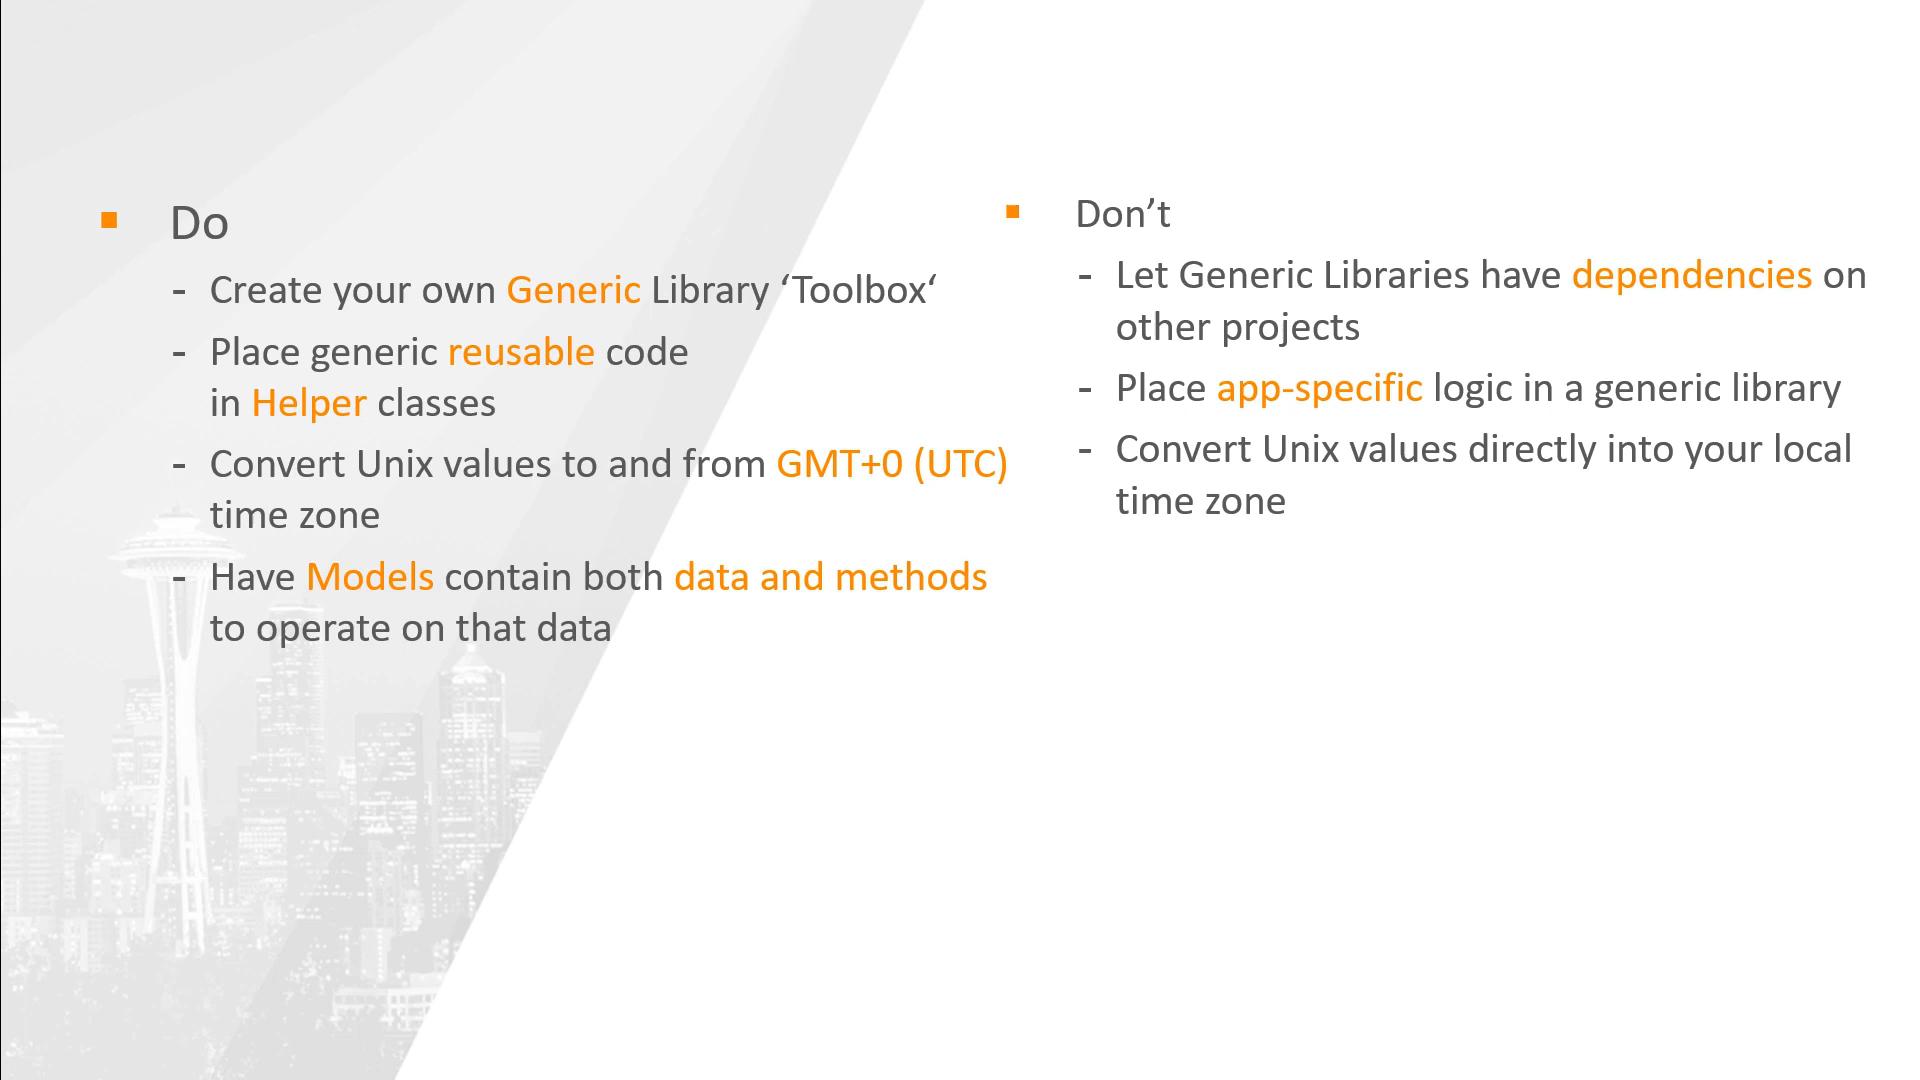 Do
- Create your own Generic Library ‘Toolbox‘
- Place generic reusable code
in Helper classes
- Convert Unix values to and from GMT+0 (UTC)
time zone
- Have Models contain both data and methods
to operate on that data
Don’t
- Let Generic Libraries have dependencies on
other projects
- Place app-specific logic in a generic library
- Convert Unix values directly into your local
time zone